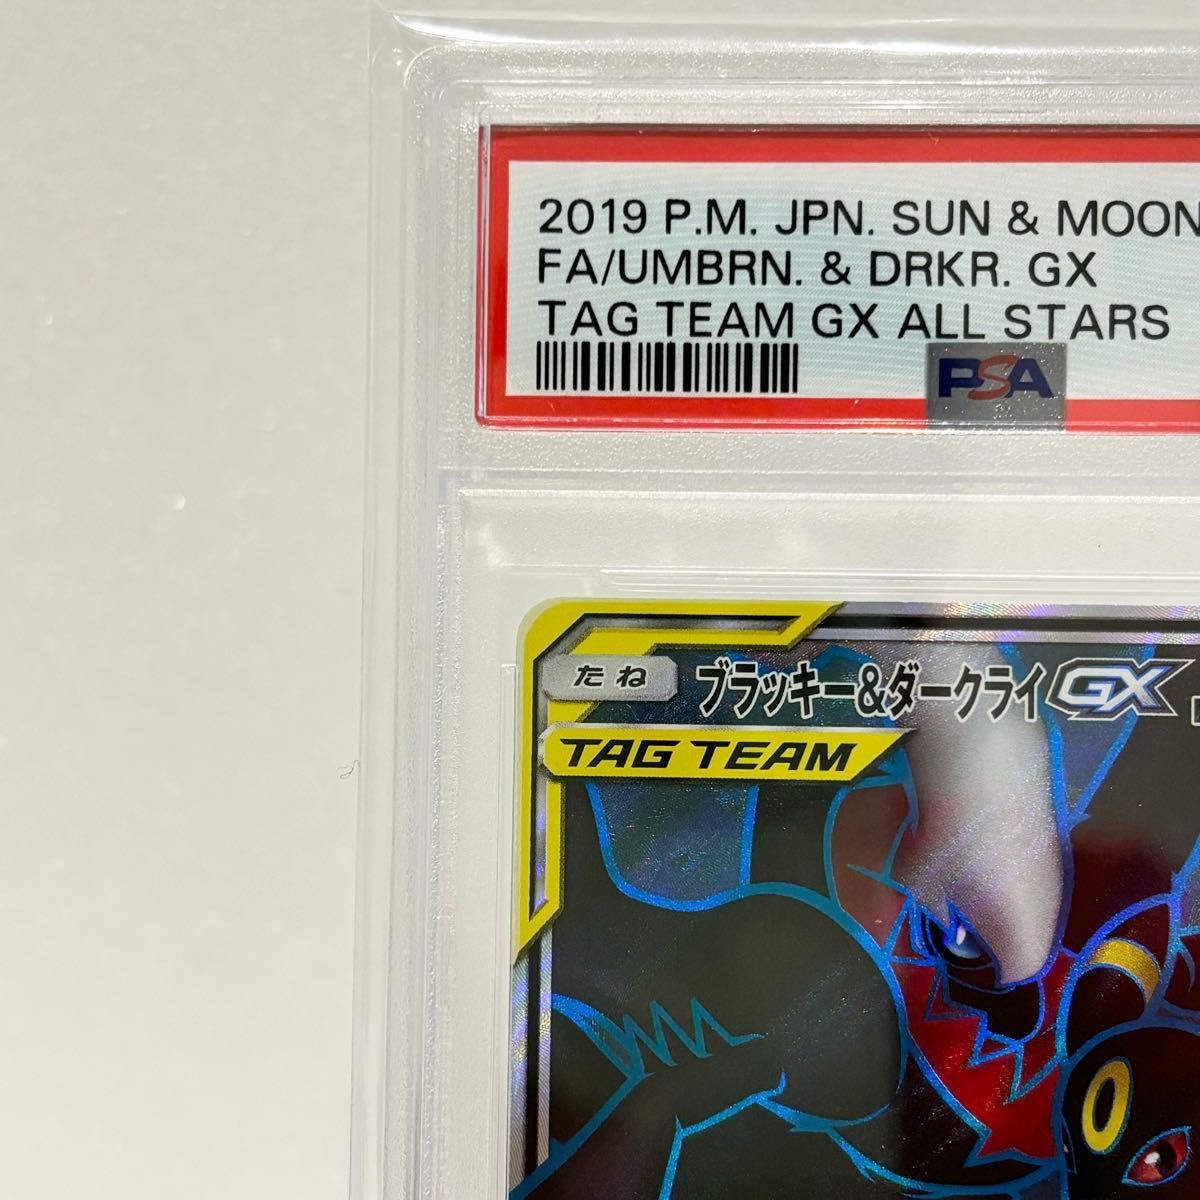 2019 P.M. JPN. SUN & MOON
FA/UMBRN. & DRKR. GX
TAG TEAM GX ALL STARS
PSA
たね ブラッキー&ダークライGX
TAG TEAM